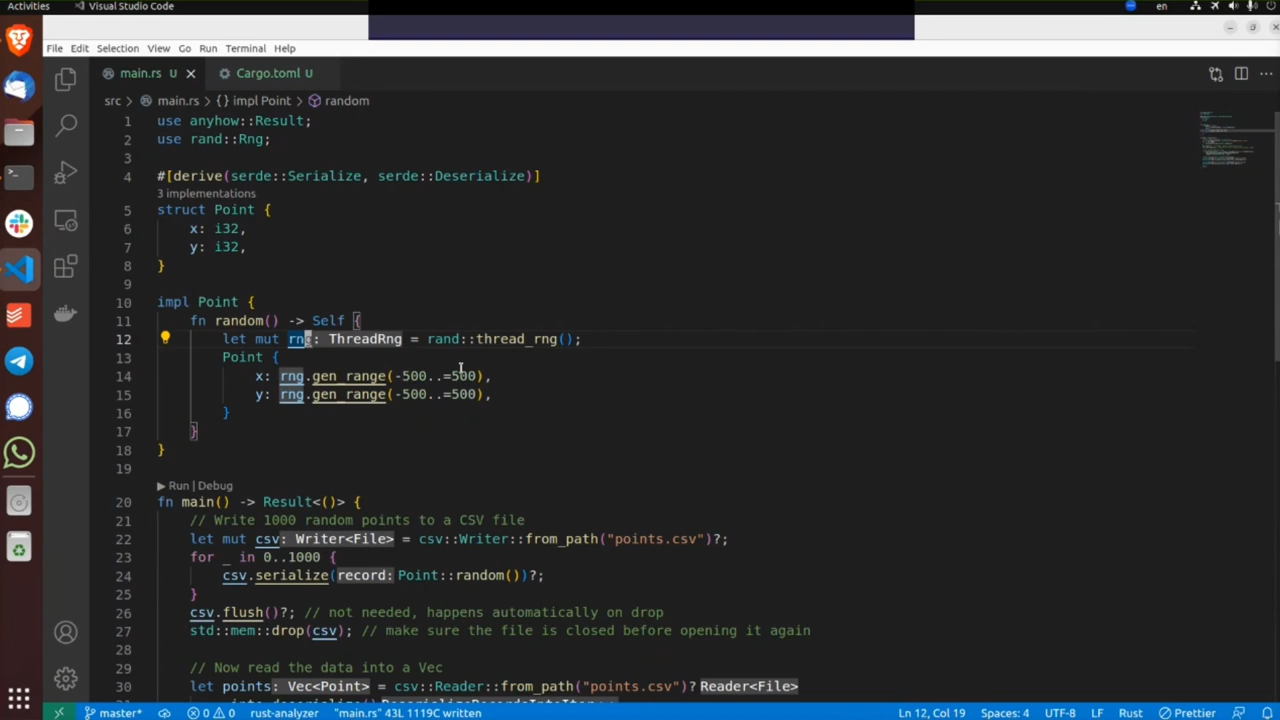 Activities Visual Studio Code en
File Edit Selection View Go Run Terminal Help
main.rs U Cargo.toml U
src > main.rs > {} impl Point > random
1 use anyhow::Result;
2 use rand::Rng;
3
4 #[derive(serde::Serialize, serde::Deserialize)]
3 implementations
5 struct Point {
6 x: i32,
7 y: i32,
8 }
9
10 impl Point {
11 fn random() -> Self {
12 let mut rng: ThreadRng = rand::thread_rng();
13 Point {
14 x: rng.gen_range(-500..=500),
15 y: rng.gen_range(-500..=500),
16 }
17 }
18 }
19
▶ Run | Debug
20 fn main() -> Result<()> {
21 // Write 1000 random points to a CSV file
22 let mut csv: Writer<File> = csv::Writer::from_path("points.csv")?;
23 for _ in 0..1000 {
24 csv.serialize(record: Point::random())?;
25 }
26 csv.flush()?; // not needed, happens automatically on drop
27 std::mem::drop(csv); // make sure the file is closed before opening it again
28
29 // Now read the data into a Vec
30 let points: Vec<Point> = csv::Reader::from_path("points.csv")? Reader<File>
master* 0 0 rust-analyzer "main.rs" 43L 1119C written Ln 12, Col 19 Spaces: 4 UTF-8 LF Rust Prettier